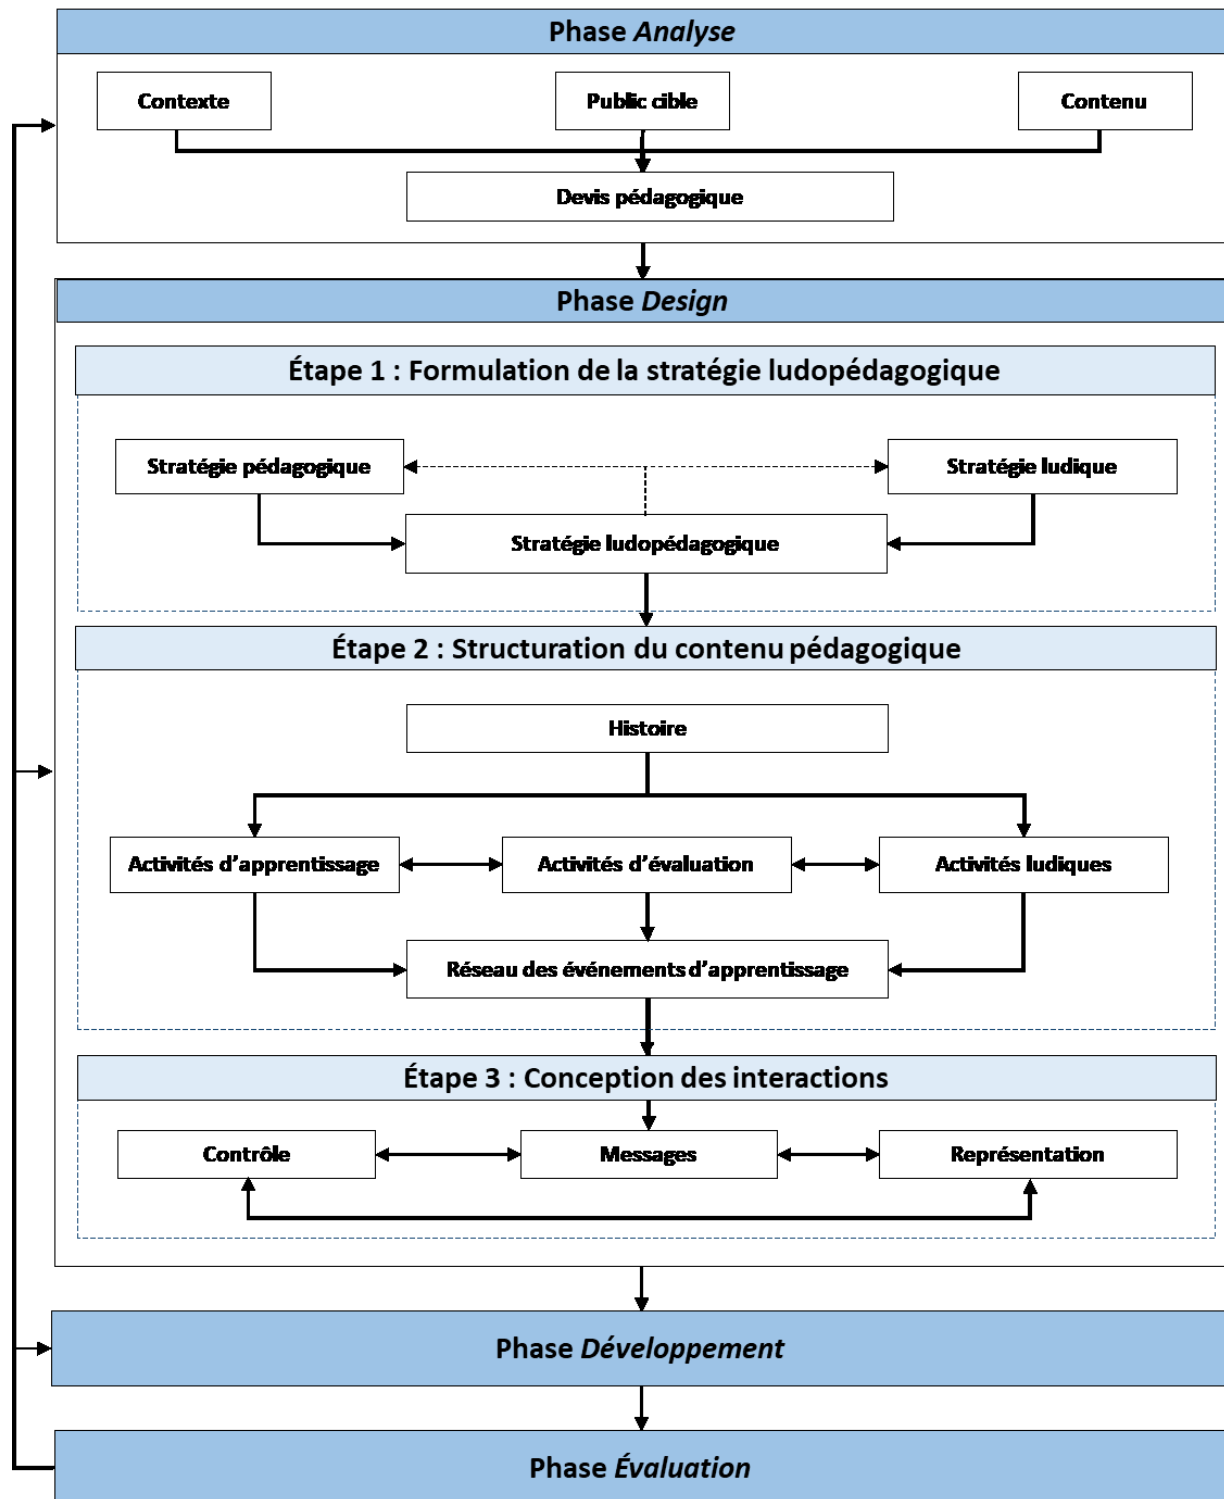 Phase Analyse
Contexte
Public cible
Contenu
Devis pédagogique
Phase Design
Étape 1 : Formulation de la stratégie ludopédagogique
Stratégie pédagogique
Stratégie ludique
Stratégie ludopédagogique
Étape 2 : Structuration du contenu pédagogique
Histoire
Activités d’apprentissage
Activités d’évaluation
Activités ludiques
Réseau des événements d’apprentissage
Étape 3 : Conception des interactions
Contrôle
Messages
Représentation
Phase Développement
Phase Évaluation